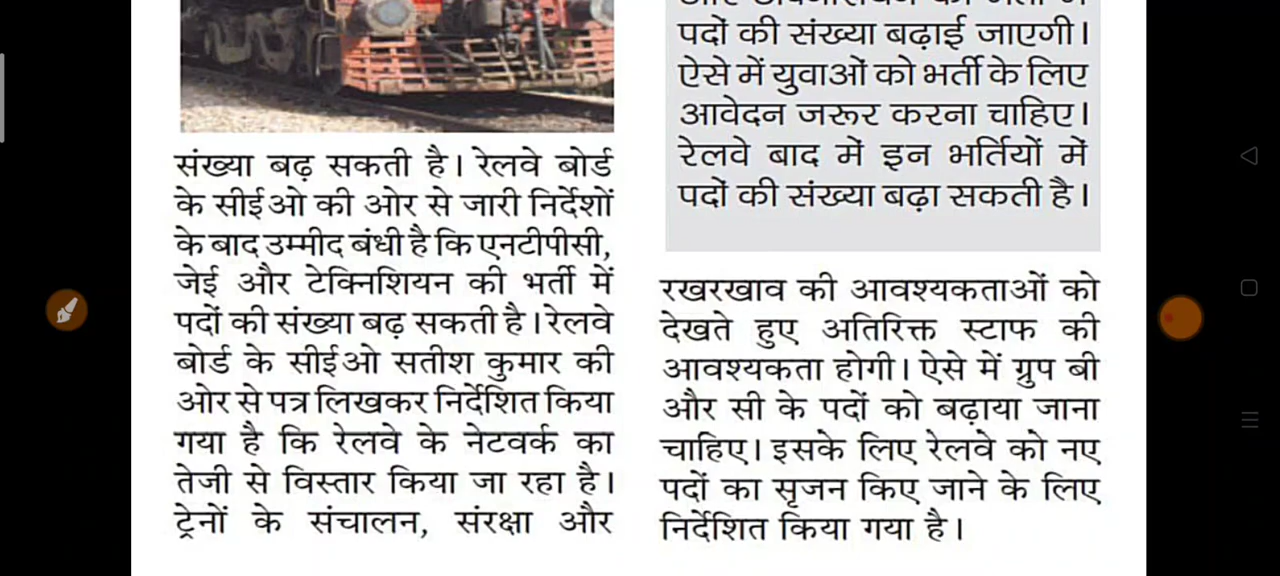 संख्या बढ़ सकती है। रेलवे बोर्ड
के सीईओ की ओर से जारी निर्देशों
के बाद उम्मीद बंधी है कि एनटीपीसी,
जेई और टेक्निशियन की भर्ती में
पदों की संख्या बढ़ सकती है। रेलवे
बोर्ड के सीईओ सतीश कुमार की
ओर से पत्र लिखकर निर्देशित किया
गया है कि रेलवे के नेटवर्क का
तेजी से विस्तार किया जा रहा है।
ट्रेनों के संचालन, संरक्षा और
पदों की संख्या बढ़ाई जाएगी।
ऐसे में युवाओं को भर्ती के लिए
आवेदन जरूर करना चाहिए।
रेलवे बाद में इन भर्तियों में
पदों की संख्या बढ़ा सकती है।
रखरखाव की आवश्यकताओं को
देखते हुए अतिरिक्त स्टाफ की
आवश्यकता होगी। ऐसे में ग्रुप बी
और सी के पदों को बढ़ाया जाना
चाहिए। इसके लिए रेलवे को नए
पदों का सृजन किए जाने के लिए
निर्देशित किया गया है।